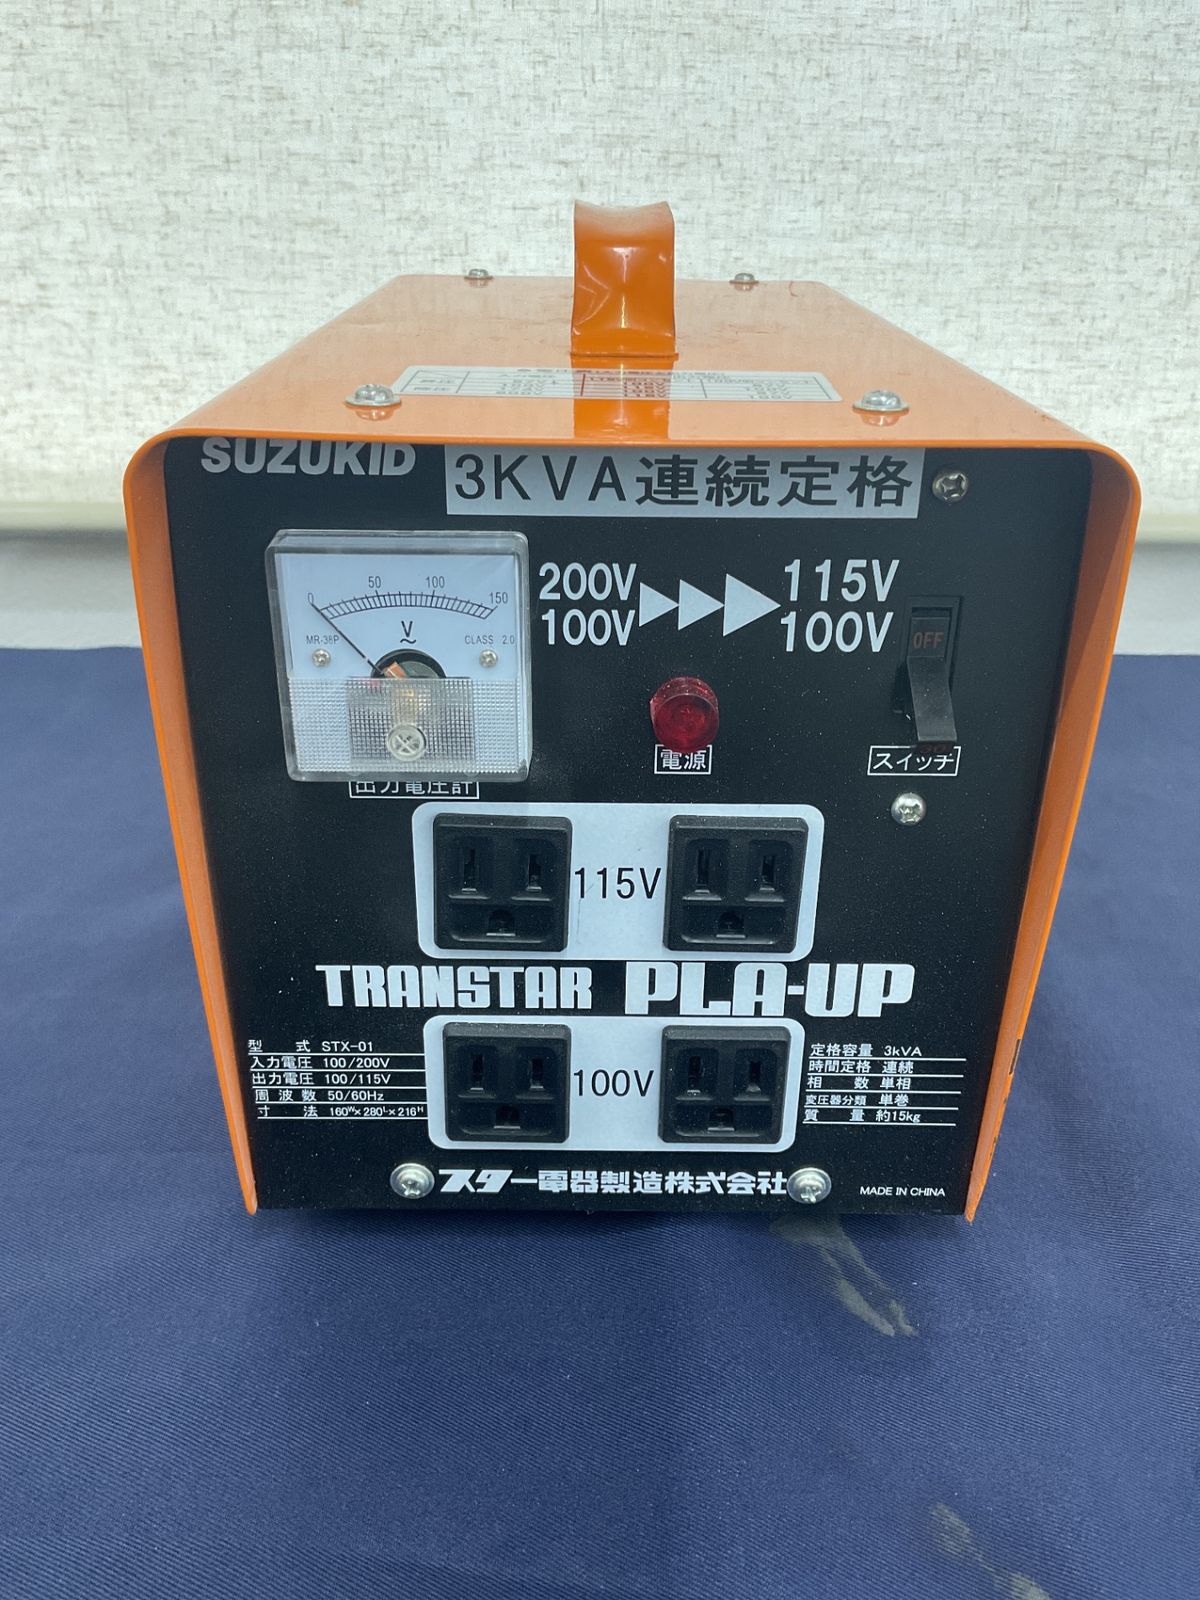 SUZUKID
3KVA連続定格
0 50 100 150
V
MR-38P
CLASS 2.0
200V
100V
115V
100V
OFF
電源
スイッチ
出力電圧計
115V
TRANSTAR PLA-UP
100V
型 式 STX-01
入力電圧 100/200V
出力電圧 100/115V
周波数 50/60Hz
寸 法 160ᵂ×280ᴸ×216ᴴ
定格容量 3kVA
時間定格 連続
相 数 単相
変圧器分類 単巻
質 量 約15kg
スター電器製造株式会社
MADE IN CHINA